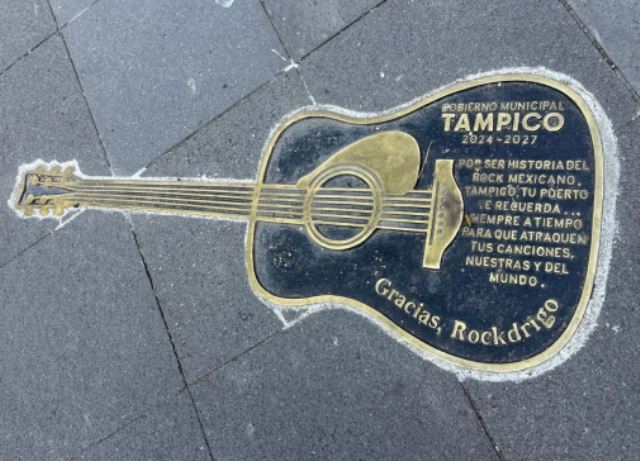 GOBIERNO MUNICIPAL
TAMPICO
2024-2027
POR SER HISTORIA DEL
ROCK MEXICANO,
TAMPICO, TU PUERTO
TE RECUERDA...
SIEMPRE A TIEMPO
PARA QUE ATRAQUEN
TUS CANCIONES,
NUESTRAS Y DEL
MUNDO.
Gracias, Rockdrigo